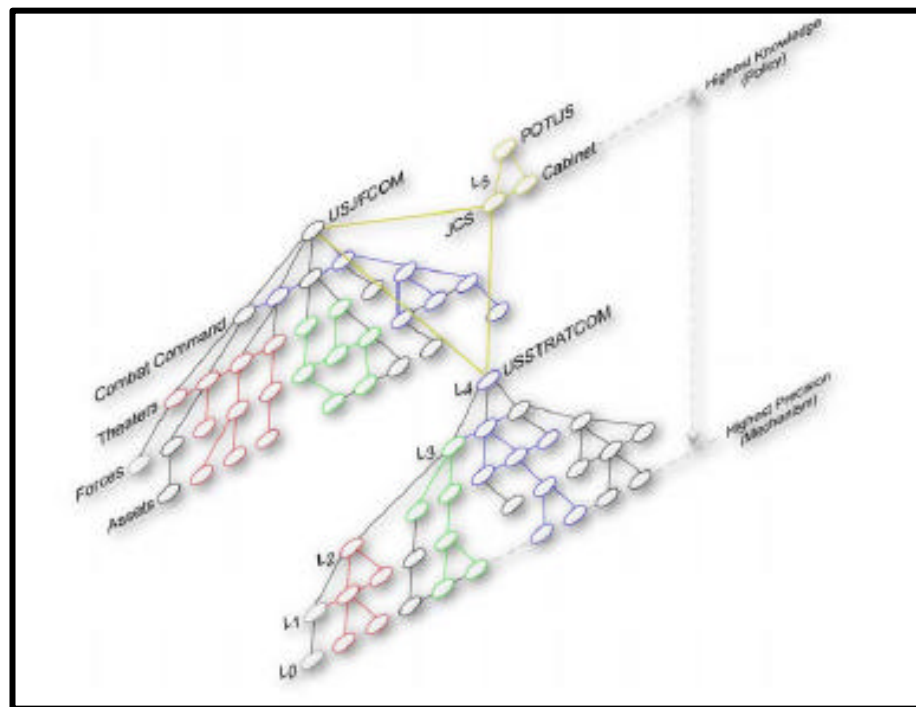 Highest Knowledge
(Policy)
POTUS
Cabinet
L5
JCS
USJFCOM
Combat Command
Theaters
Forces
Assets
USSTRATCOM
L4
L3
L2
L1
L0
Highest Precision
(Mechanism)